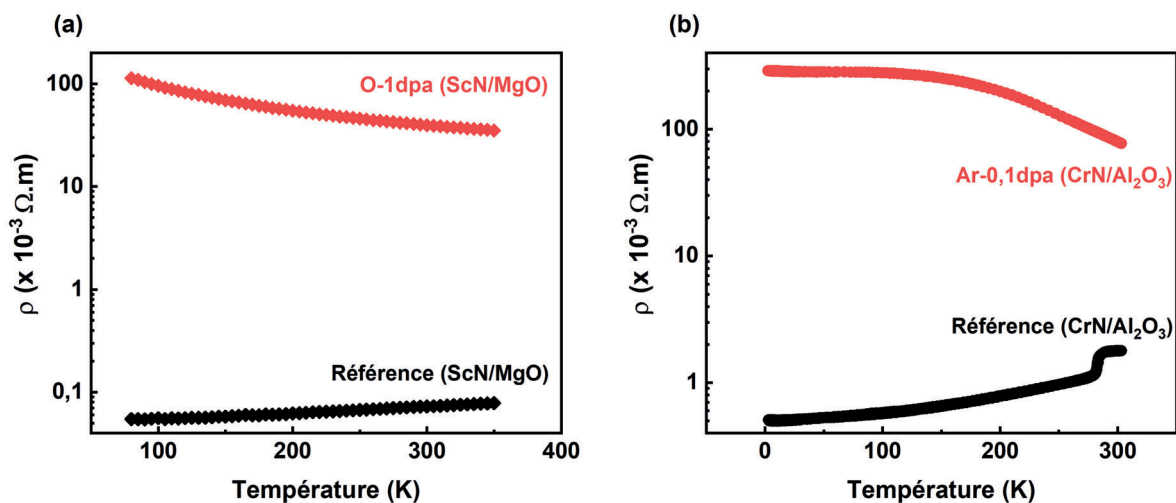 (a)
ρ (x 10⁻³ Ω.m)
100
10
1
0,1
O-1dpa (ScN/MgO)
Référence (ScN/MgO)
100 200 300 400
Température (K)
(b)
ρ (x 10⁻³ Ω.m)
100
10
1
Ar-0,1dpa (CrN/Al₂O₃)
Référence (CrN/Al₂O₃)
0 100 200 300
Température (K)